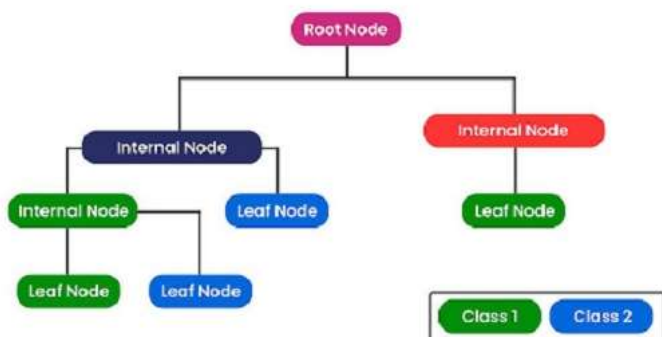 Root Node
Internal Node
Internal Node
Internal Node
Leaf Node
Leaf Node
Leaf Node
Leaf Node
Class 1
Class 2